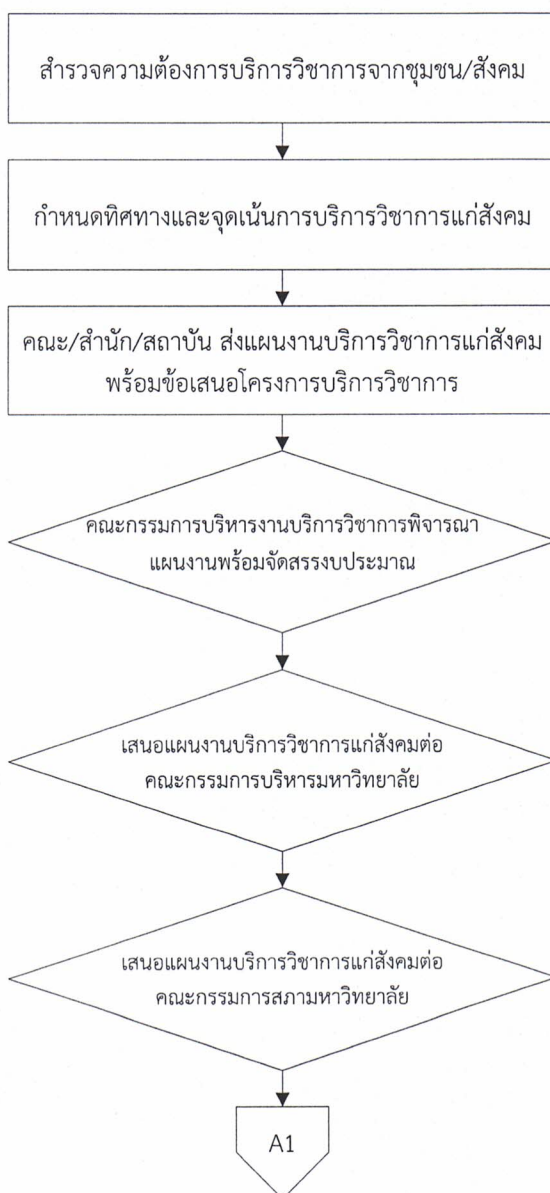 สำรวจความต้องการบริการวิชาการจากชุมชน/สังคม
กำหนดทิศทางและจุดเน้นการบริการวิชาการแก่สังคม
คณะ/สำนัก/สถาบัน ส่งแผนงานบริการวิชาการแก่สังคม
พร้อมข้อเสนอโครงการบริการวิชาการ
คณะกรรมการบริหารงานบริการวิชาการพิจารณา
แผนงานพร้อมจัดสรรงบประมาณ
เสนอแผนงานบริการวิชาการแก่สังคมต่อ
คณะกรรมการบริหารมหาวิทยาลัย
เสนอแผนงานบริการวิชาการแก่สังคมต่อ
คณะกรรมการสภามหาวิทยาลัย
A1